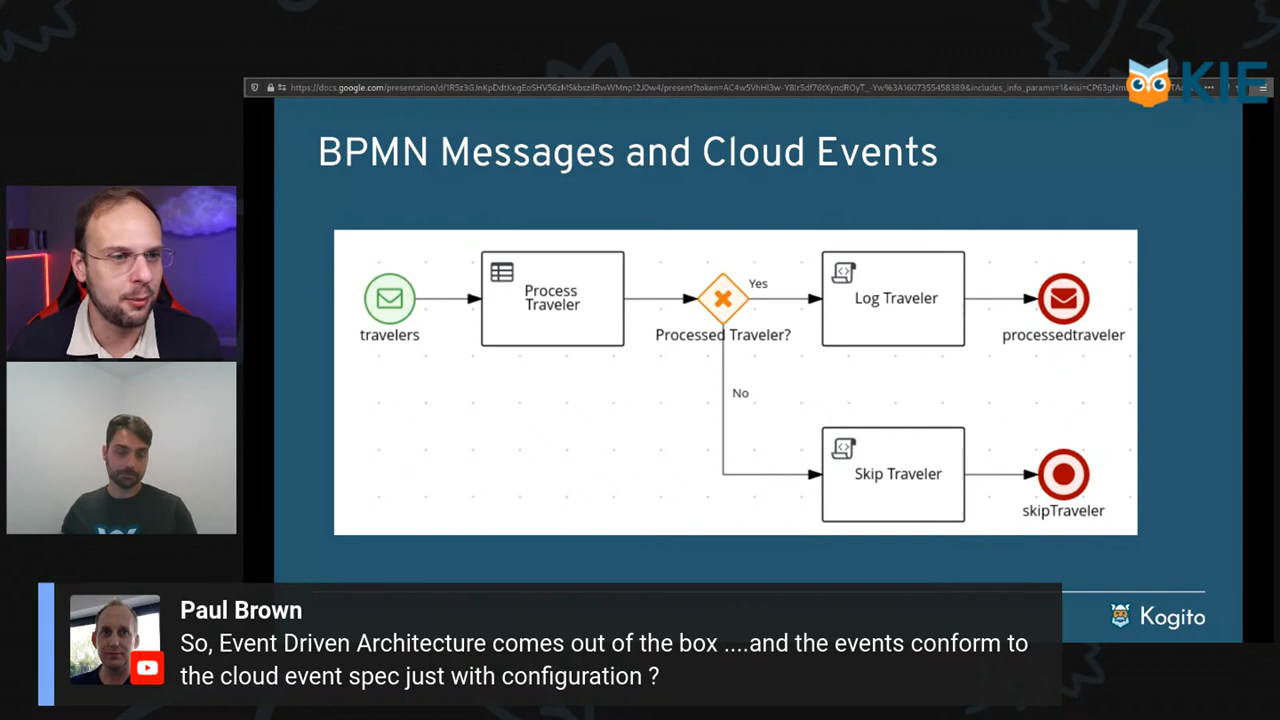 KIE
BPMN Messages and Cloud Events
travelers
Process
Traveler
Processed Traveler?
Yes
No
Log Traveler
processedtraveler
Skip Traveler
skipTraveler
Kogito
Paul Brown
So, Event Driven Architecture comes out of the box ....and the events conform to
the cloud event spec just with configuration ?